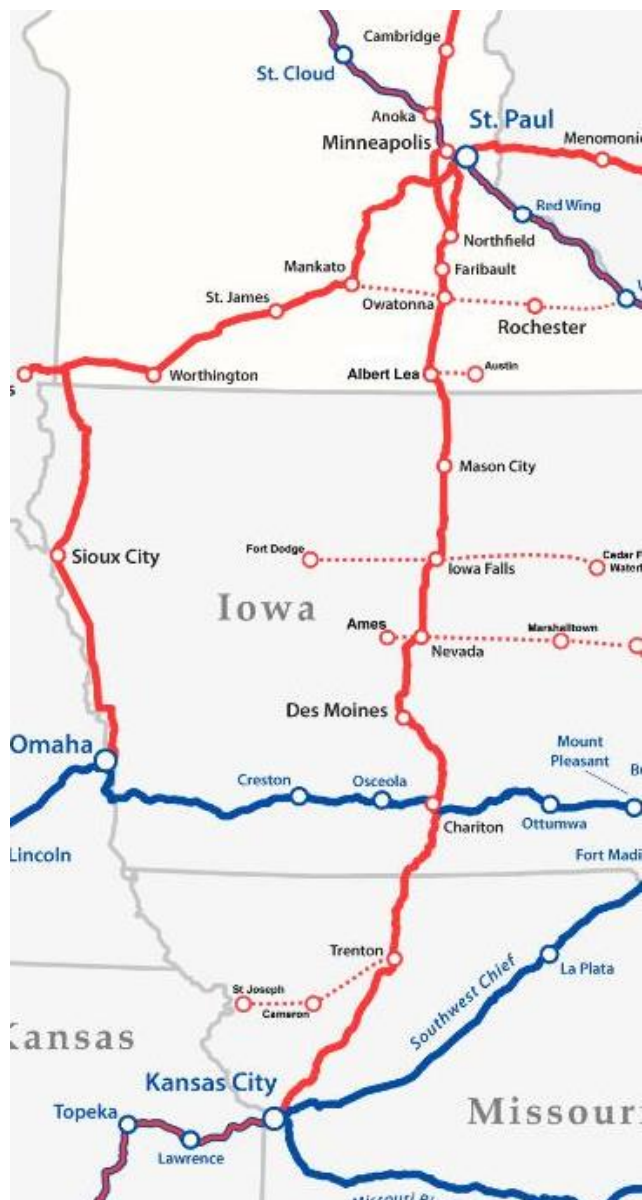 Cambridge
St. Cloud
Anoka
St. Paul
Minneapolis
Menomonie
Red Wing
Northfield
Mankato
Faribault
St. James
Owatonna
Rochester
Worthington
Albert Lea
Austin
s
Mason City
Sioux City
Fort Dodge
Iowa Falls
Cedar F
Water
Iowa
Ames
Marshalltown
Nevada
Des Moines
Omaha
Mount
Pleasant
Creston
Osceola
Chariton
Ottumwa
Lincoln
Fort Madi
Trenton
Southwest Chief
La Plata
St Joseph
Cameron
Kansas
Kansas City
Topeka
Missouri
Lawrence